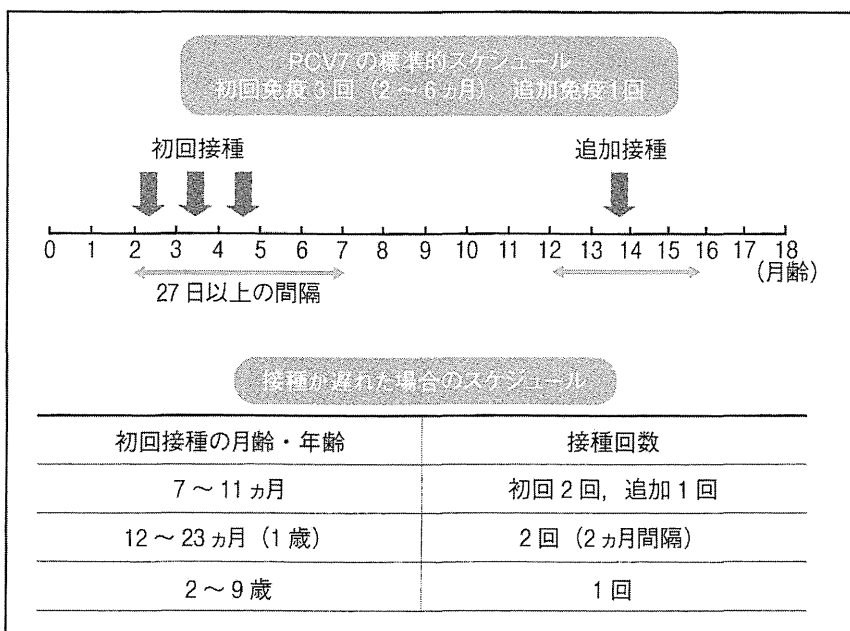 PCV7の標準的スケジュール
初回免疫3回（2～6ヵ月），追加免疫1回
初回接種
追加接種
0 1 2 3 4 5 6 7 8 9 10 11 12 13 14 15 16 17 18
(月齢)
27日以上の間隔
接種が遅れた場合のスケジュール
初回接種の月齢・年齢 接種回数
7～11ヵ月 初回2回，追加1回
12～23ヵ月（1歳） 2回（2ヵ月間隔）
2～9歳 1回